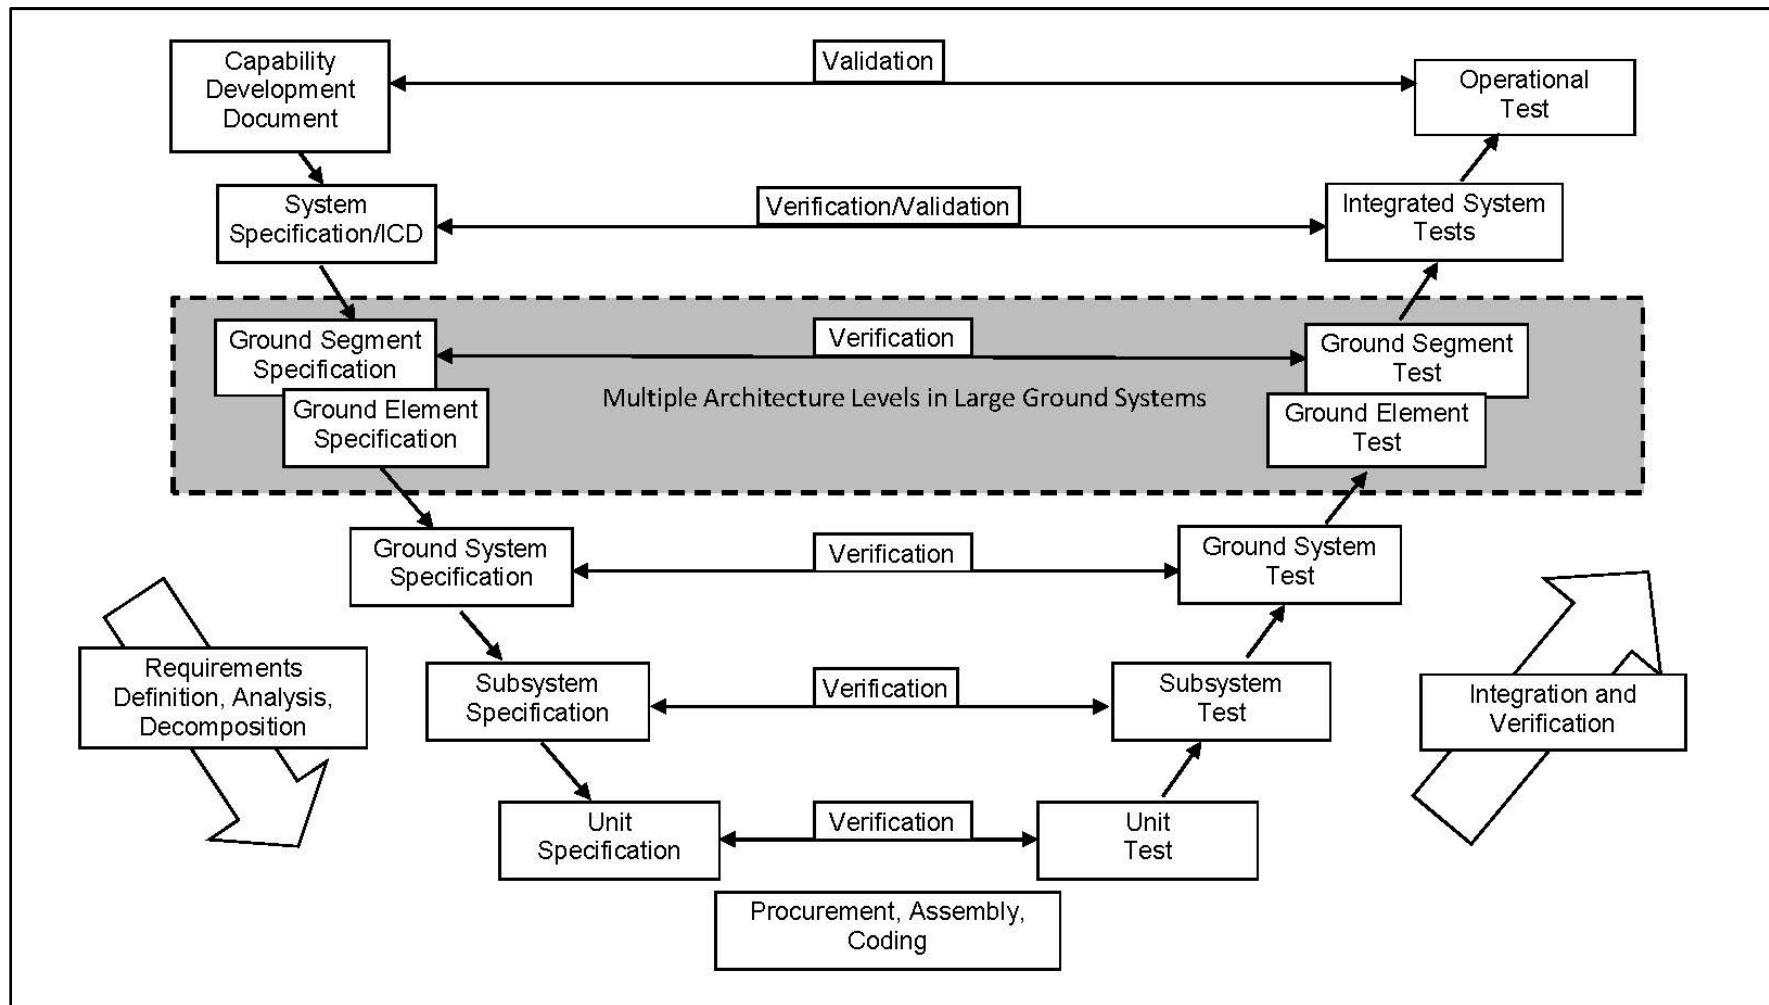 Capability
Development
Document
Validation
Operational
Test
System
Specification/ICD
Verification/Validation
Integrated System
Tests
Ground Segment
Specification
Verification
Ground Segment
Test
Multiple Architecture Levels in Large Ground Systems
Ground Element
Specification
Ground Element
Test
Ground System
Specification
Verification
Ground System
Test
Requirements
Definition, Analysis,
Decomposition
Subsystem
Specification
Verification
Subsystem
Test
Integration and
Verification
Unit
Specification
Verification
Unit
Test
Procurement, Assembly,
Coding